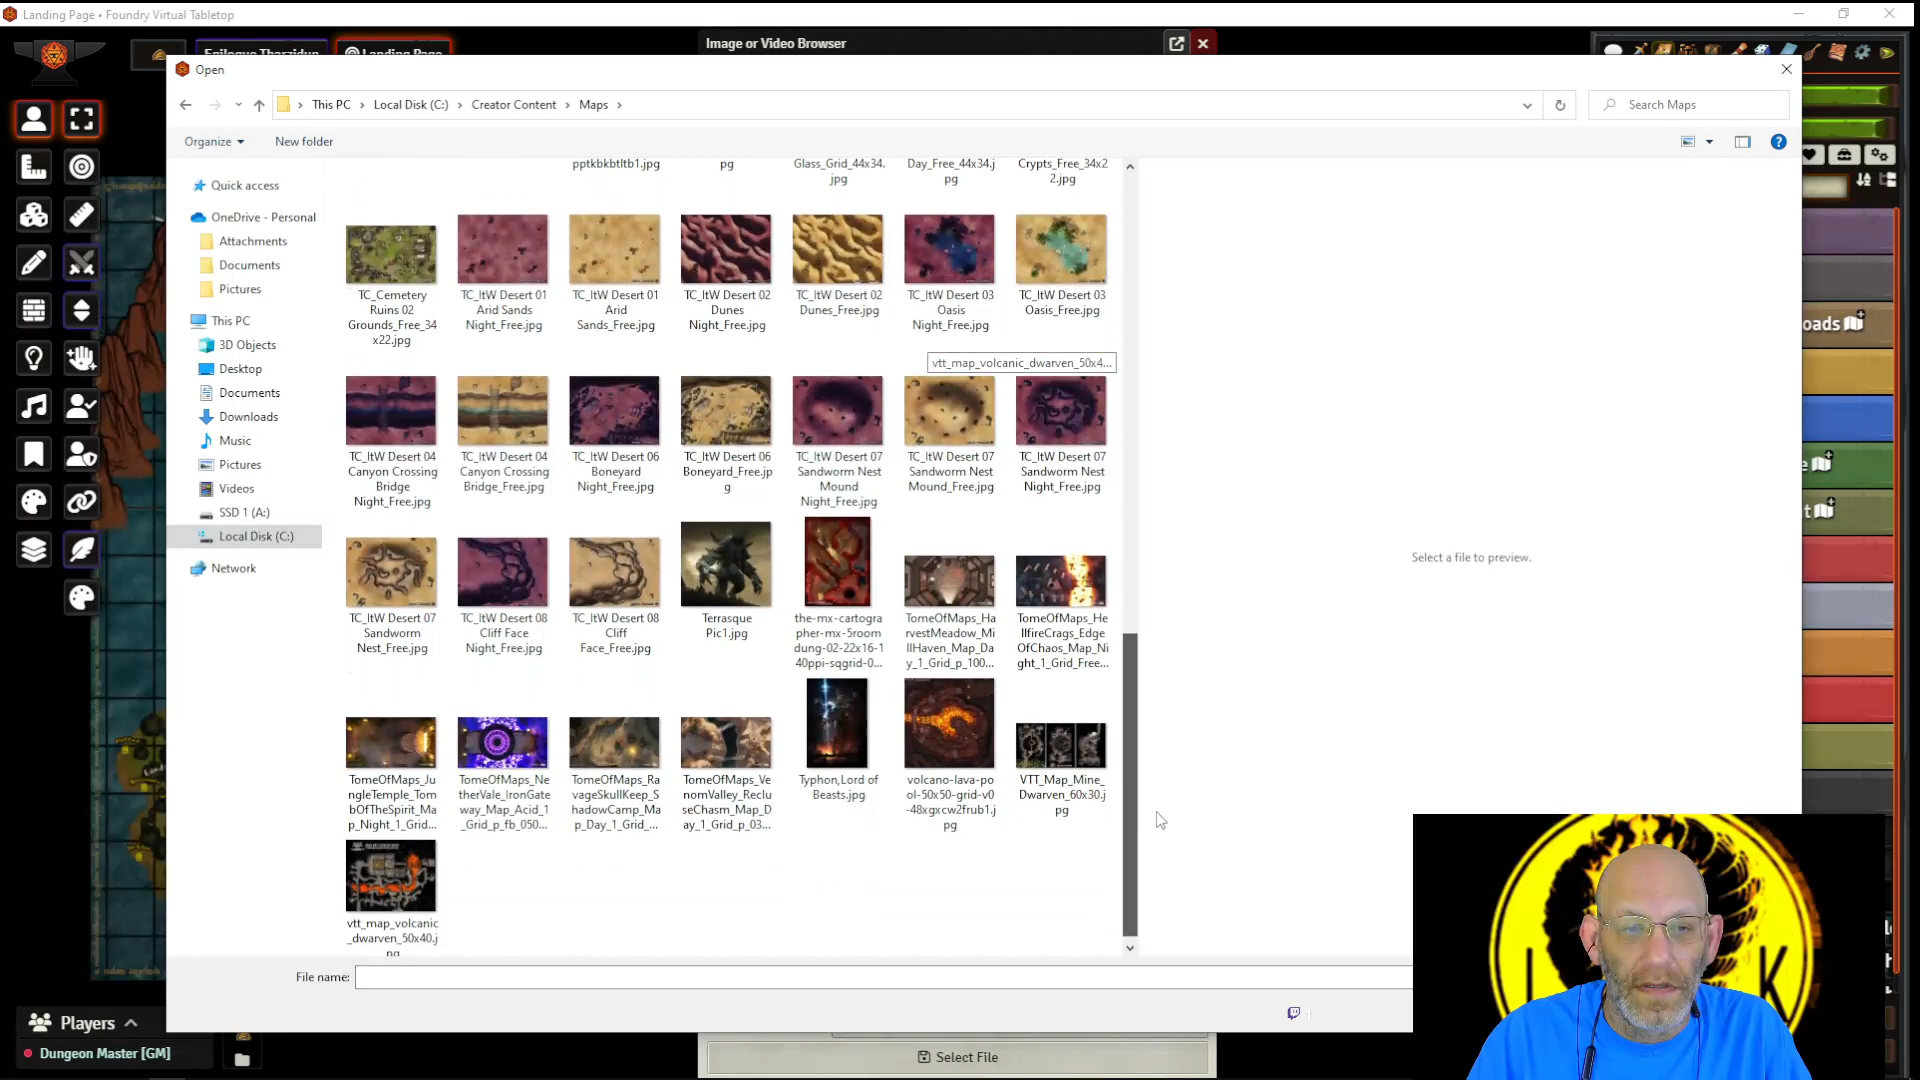 Landing Page • Foundry Virtual Tabletop
Epilogue Tharzidun
Landing Page
Image or Video Browser
Open
This PC
Local Disk (C:)
Creator Content
Maps
Search Maps
Organize
New folder
Quick access
OneDrive - Personal
Attachments
Documents
Pictures
This PC
3D Objects
Desktop
Documents
Downloads
Music
Pictures
Videos
SSD 1 (A:)
Local Disk (C:)
Network
pptkbkbtltb1.jpg
pg
Glass_Grid_44x34.
jpg
Day_Free_44x34.j
pg
Crypts_Free_34x2
2.jpg
TC_Cemetery
Ruins 02
Grounds_Free_34
x22.jpg
TC_ItW Desert 01
Arid Sands
Night_Free.jpg
TC_ItW Desert 01
Arid
Sands_Free.jpg
TC_ItW Desert 02
Dunes
Night_Free.jpg
TC_ItW Desert 02
Dunes_Free.jpg
TC_ItW Desert 03
Oasis
Night_Free.jpg
TC_ItW Desert 03
Oasis_Free.jpg
vtt_map_volcanic_dwarven_50x4...
TC_ItW Desert 04
Canyon Crossing
Bridge
Night_Free.jpg
TC_ItW Desert 04
Canyon Crossing
Bridge_Free.jpg
TC_ItW Desert 06
Boneyard
Night_Free.jpg
TC_ItW Desert 06
Boneyard_Free.jp
g
TC_ItW Desert 07
Sandworm Nest
Mound
Night_Free.jpg
TC_ItW Desert 07
Sandworm Nest
Mound_Free.jpg
TC_ItW Desert 07
Sandworm Nest
Night_Free.jpg
TC_ItW Desert 07
Sandworm
Nest_Free.jpg
TC_ItW Desert 08
Cliff Face
Night_Free.jpg
TC_ItW Desert 08
Cliff
Face_Free.jpg
Terrasque
Pic1.jpg
the-mx-cartogra
pher-mx-5room
dung-02-22x16-1
40ppi-sqgrid-0...
TomeOfMaps_Ha
rvestMeadow_Mi
llHaven_Map_Da
y_1_Grid_p_100...
TomeOfMaps_He
llfireCrags_Edge
OfChaos_Map_Ni
ght_1_Grid_Free...
TomeOfMaps_Ju
ngleTemple_Tom
bOfTheSpirit_Ma
p_Night_1_Grid...
TomeOfMaps_Ne
therVale_IronGate
way_Map_Acid_1
_Grid_p_fb_050...
TomeOfMaps_Ra
vageSkullKeep_S
hadowCamp_Ma
p_Day_1_Grid_...
TomeOfMaps_Ve
nomValley_Reclu
seChasm_Map_D
ay_1_Grid_p_03...
Typhon,Lord of
Beasts.jpg
volcano-lava-po
ol-50x50-grid-v0
-48xgxcw2frub1.j
pg
VTT_Map_Mine_
Dwarven_60x30.j
pg
vtt_map_volcanic
_dwarven_50x40.j
pg
Select a file to preview.
oads
File name:
Players
Dungeon Master [GM]
Select File
K